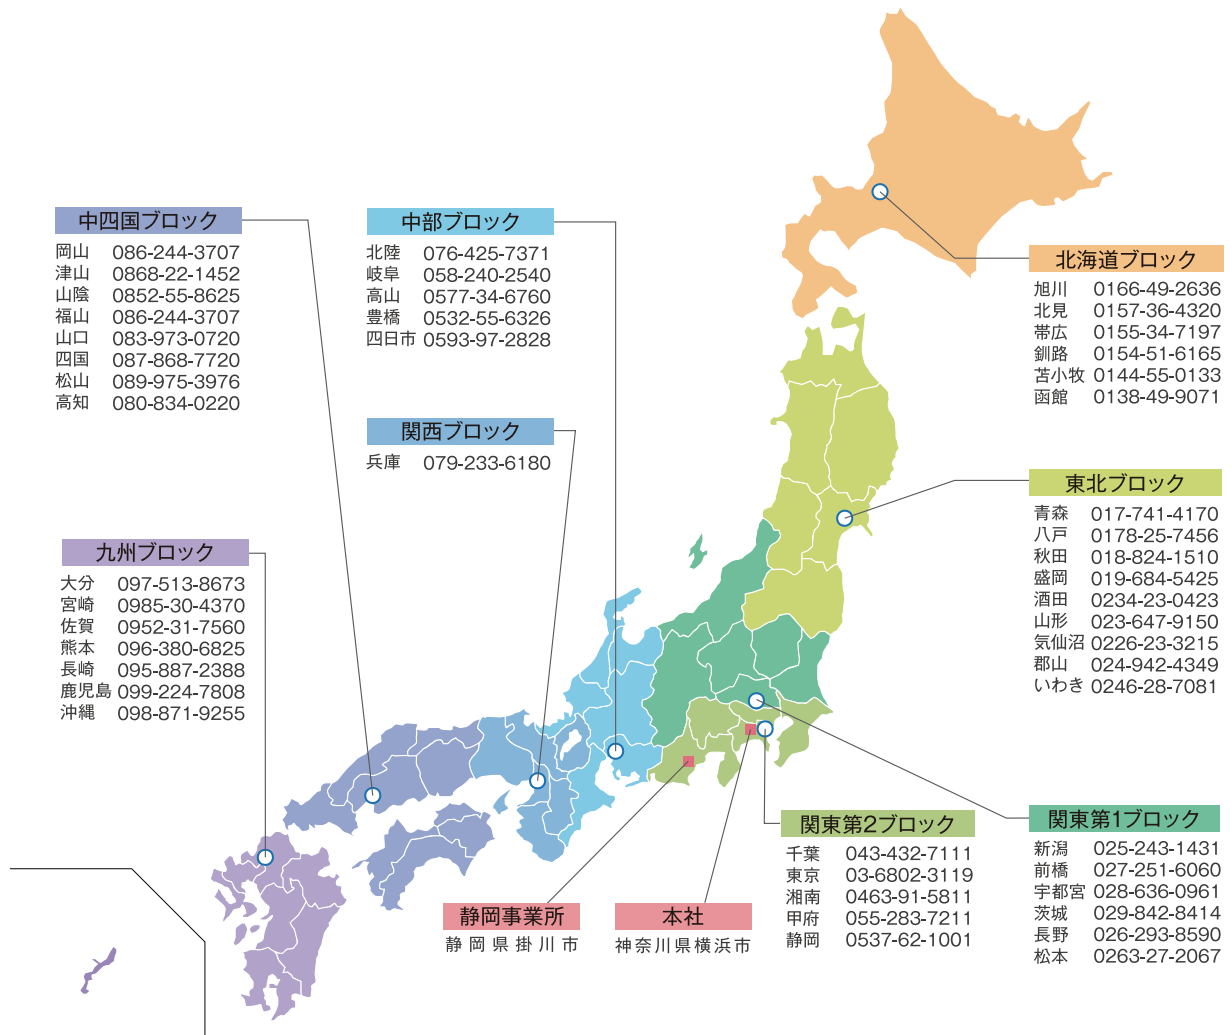 中四国ブロック
岡山 086-244-3707
津山 0868-22-1452
山陰 0852-55-8625
福山 086-244-3707
山口 083-973-0720
四国 087-868-7720
松山 089-975-3976
高知 080-834-0220
中部ブロック
北陸 076-425-7371
岐阜 058-240-2540
高山 0577-34-6760
豊橋 0532-55-6326
四日市 0593-97-2828
関西ブロック
兵庫 079-233-6180
北海道ブロック
旭川 0166-49-2636
北見 0157-36-4320
帯広 0155-34-7197
釧路 0154-51-6165
苫小牧 0144-55-0133
函館 0138-49-9071
東北ブロック
青森 017-741-4170
八戸 0178-25-7456
秋田 018-824-1510
盛岡 019-684-5425
酒田 0234-23-0423
山形 023-647-9150
気仙沼 0226-23-3215
郡山 024-942-4349
いわき 0246-28-7081
九州ブロック
大分 097-513-8673
宮崎 0985-30-4370
佐賀 0952-31-7560
熊本 096-380-6825
長崎 095-887-2388
鹿児島 099-224-7808
沖縄 098-871-9255
静岡事業所
静岡県掛川市
本社
神奈川県横浜市
関東第2ブロック
千葉 043-432-7111
東京 03-6802-3119
湘南 0463-91-5811
甲府 055-283-7211
静岡 0537-62-1001
関東第1ブロック
新潟 025-243-1431
前橋 027-251-6060
宇都宮 028-636-0961
茨城 029-842-8414
長野 026-293-8590
松本 0263-27-2067